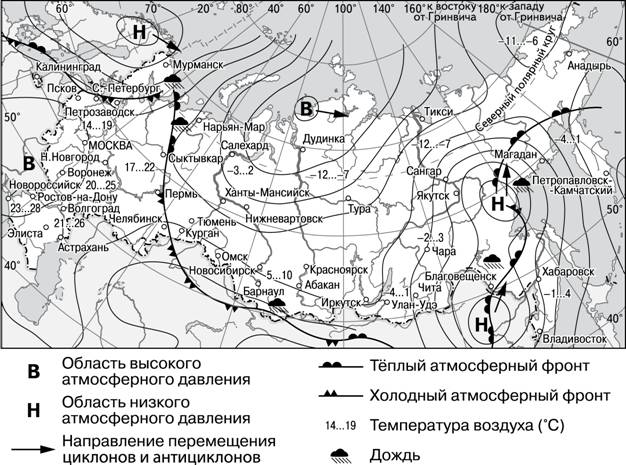 60° 20° 40° 60° 80° 100° 120° 140° 160° к востоку от Гринвича
180° к западу от Гринвича
Н
–11...–6
60°
Калининград
Мурманск
Северный полярный круг
Анадырь
Псков
С.-Петербург
В
Петрозаводск
14...19
Нарьян-Мар
Тикси
50°
МОСКВА
Салехард
Дудинка
–12...–7
–4...1
Н.Новгород
17...22
Сыктывкар
–3...2
–12...–7
Магадан
В
Воронеж
Сангар
Петропавловск-
Камчатский
Новороссийск
20...25
Пермь
Ханты-Мансийск
Якутск
Н
Ростов-на-Дону
23...28
Волгоград
Тура
21...26
Челябинск
Тюмень
Нижневартовск
–2...3
50°
Элиста
Курган
Чара
Астрахань
Омск
Новосибирск
5...10
Красноярск
Благовещенск
Хабаровск
40°
Барнаул
Абакан
–4...1
Чита
–1...4
Иркутск
Улан-Удэ
Н
40°
Владивосток
В Область высокого
атмосферного давления
Н Область низкого
атмосферного давления
Направление перемещения
циклонов и антициклонов
Тёплый атмосферный фронт
Холодный атмосферный фронт
14...19 Температура воздуха (°С)
Дождь